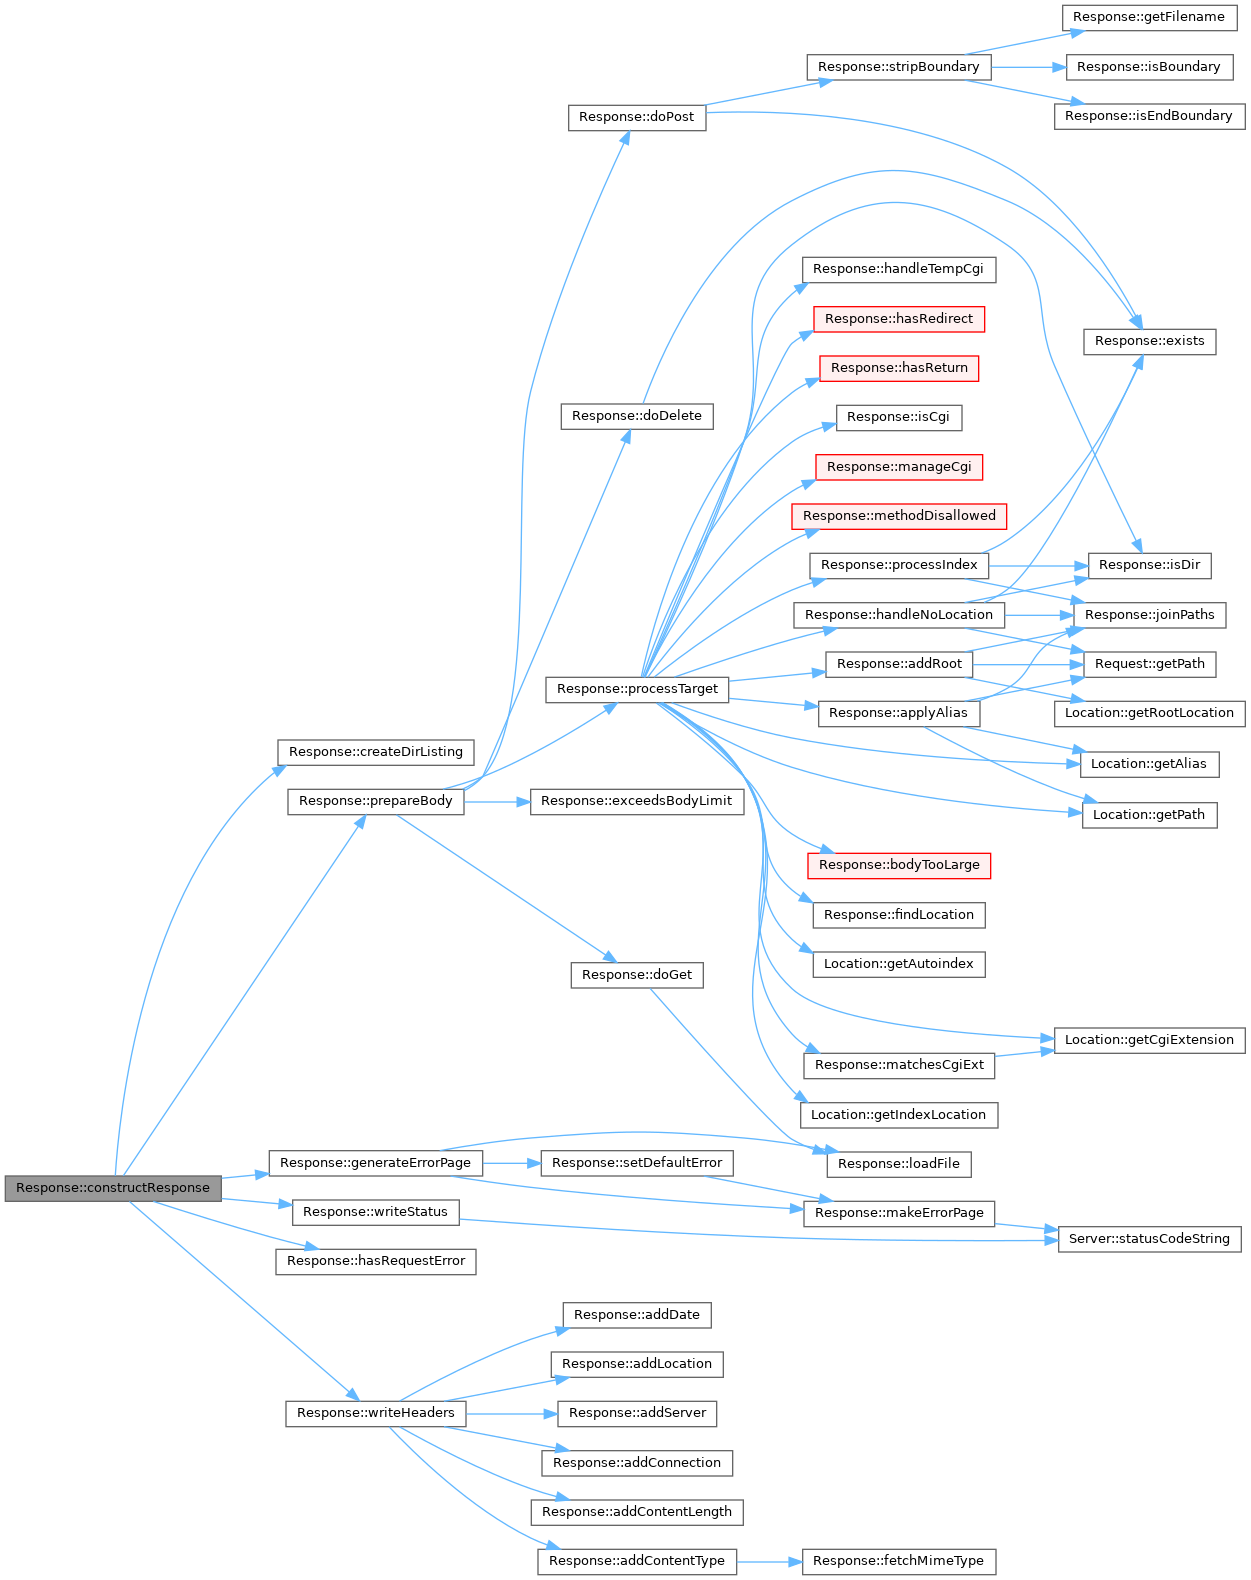 Response::getFilename
Response::stripBoundary
Response::isBoundary
Response::doPost
Response::isEndBoundary
Response::handleTempCgi
Response::hasRedirect
Response::exists
Response::hasReturn
Response::doDelete
Response::isCgi
Response::manageCgi
Response::methodDisallowed
Response::processIndex
Response::isDir
Response::handleNoLocation
Response::joinPaths
Response::addRoot
Request::getPath
Response::processTarget
Response::applyAlias
Location::getRootLocation
Response::createDirListing
Location::getAlias
Response::prepareBody
Response::exceedsBodyLimit
Location::getPath
Response::bodyTooLarge
Response::findLocation
Response::doGet
Location::getAutoindex
Location::getCgiExtension
Response::matchesCgiExt
Location::getIndexLocation
Response::generateErrorPage
Response::setDefaultError
Response::loadFile
Response::constructResponse
Response::writeStatus
Response::makeErrorPage
Server::statusCodeString
Response::hasRequestError
Response::addDate
Response::addLocation
Response::writeHeaders
Response::addServer
Response::addConnection
Response::addContentLength
Response::addContentType
Response::fetchMimeType